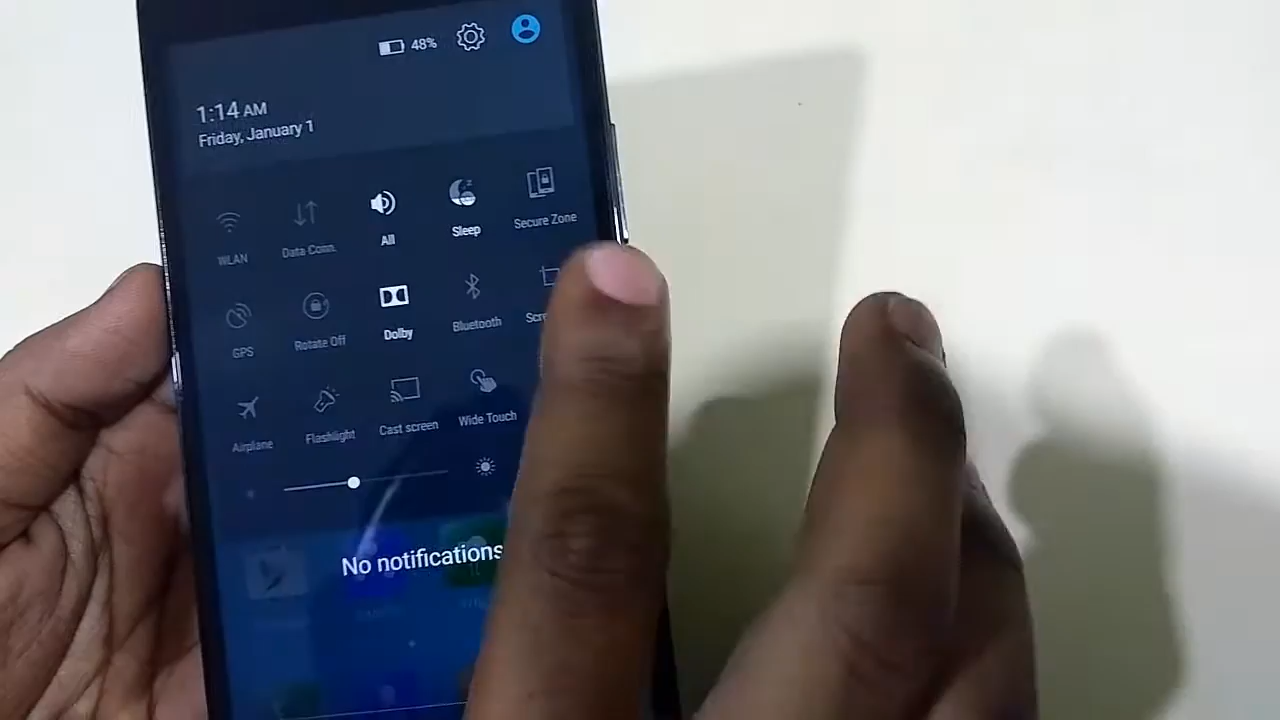 48%
1:14 AM
Friday, January 1
WLAN
Data Conn.
All
Sleep
Secure Zone
GPS
Rotate Off
Dolby
Bluetooth
Airplane
Flashlight
Cast screen
Wide Touch
No notifications